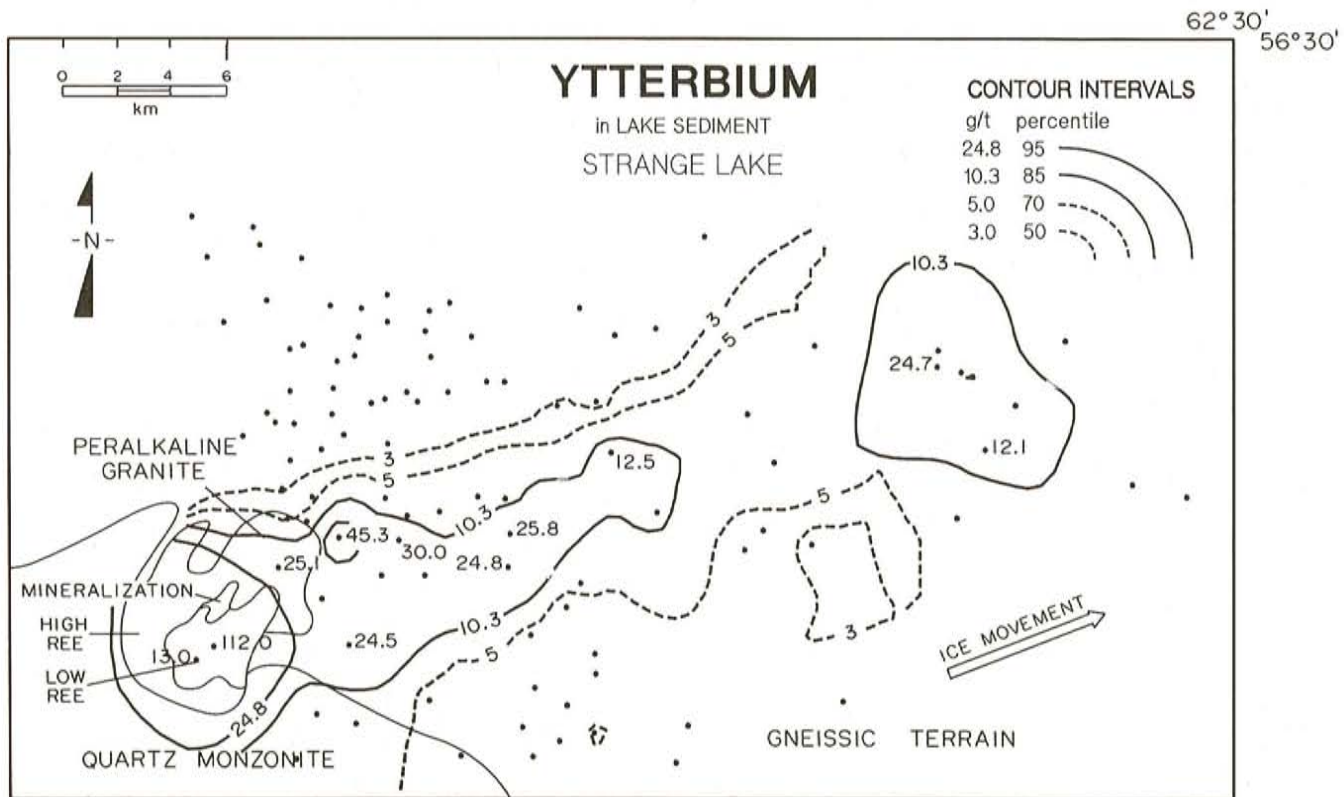 62°30'
56°30'
0 2 4 6
km
YTTERBIUM
in LAKE SEDIMENT
STRANGE LAKE
CONTOUR INTERVALS
g/t percentile
24.8 95
10.3 85
5.0 70
3.0 50
-N-
10.3
3
5
24.7
12.1
PERALKALINE
GRANITE
3
5
12.5
10.3
45.3
30.0
25.8
24.8
25.1
5
MINERALIZATION
HIGH
REE
LOW
REE
112.0
13.0
24.5
10.3
5
3
ICE MOVEMENT
24.8
QUARTZ MONZONITE
GNEISSIC TERRAIN